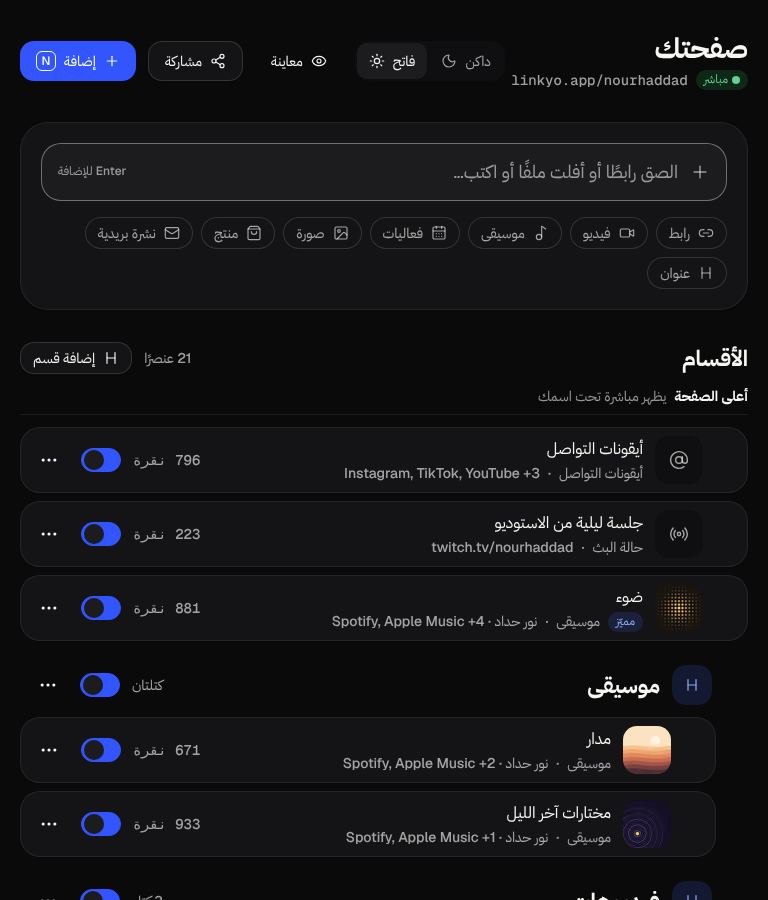 صفحتك
مباشر linkyo.app/nourhaddad
داكن
فاتح
معاينة
مشاركة
إضافة N
الصق رابطًا أو أفلت ملفًا أو اكتب...
Enter للإضافة
رابط
فيديو
موسيقى
فعاليات
صورة
منتج
نشرة بريدية
H عنوان
الأقسام
21 عنصرًا
H إضافة قسم
أعلى الصفحة يظهر مباشرة تحت اسمك
أيقونات التواصل
أيقونات التواصل · Instagram, TikTok, YouTube +3
796 نقرة
جلسة ليلية من الاستوديو
حالة البث · twitch.tv/nourhaddad
223 نقرة
ضوء
مميّز موسيقى · نور حداد · Spotify, Apple Music +4
881 نقرة
H موسيقى
كتلتان
مدار
موسيقى · نور حداد · Spotify, Apple Music +2
671 نقرة
مختارات آخر الليل
موسيقى · نور حداد · Spotify, Apple Music +1
933 نقرة